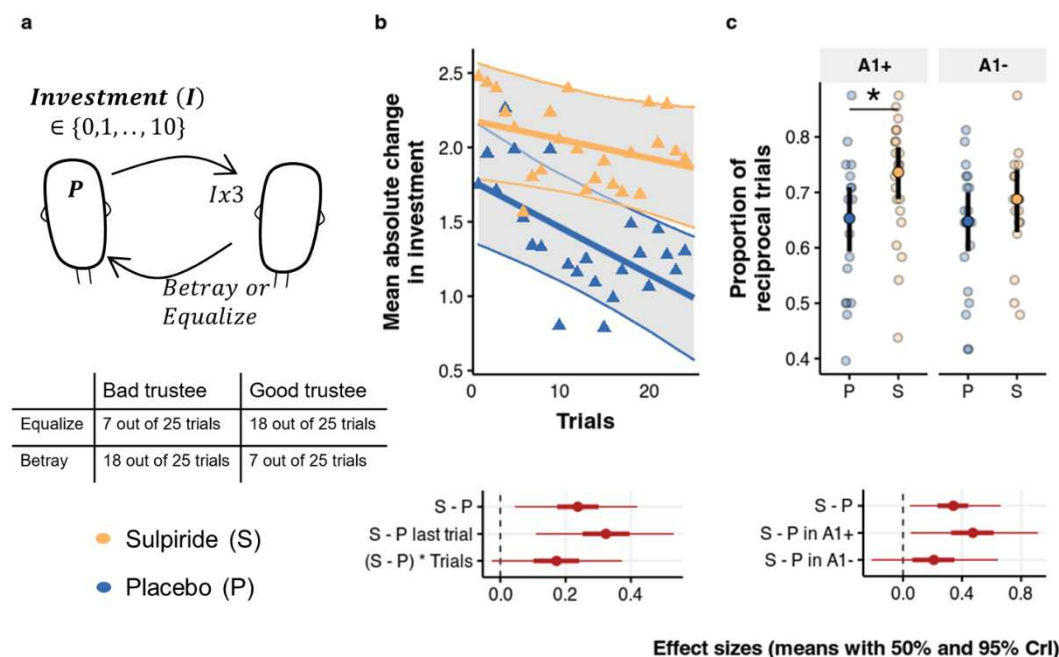 a
Investment (I)
∈ {0,1,..,10}
P
Ix3
Betray or
Equalize
Bad trustee
Good trustee
Equalize
7 out of 25 trials
18 out of 25 trials
Betray
18 out of 25 trials
7 out of 25 trials
Sulpiride (S)
Placebo (P)
b
Mean absolute change
in investment
2.5
2.0
1.5
1.0
0.5
0
10
20
Trials
S - P
S - P last trial
(S - P) * Trials
0.0
0.2
0.4
c
A1+
A1-
*
Proportion of
reciprocal trials
0.8
0.7
0.6
0.5
0.4
P
S
P
S
S - P
S - P in A1+
S - P in A1-
0.0
0.4
0.8
Effect sizes (means with 50% and 95% CrI)